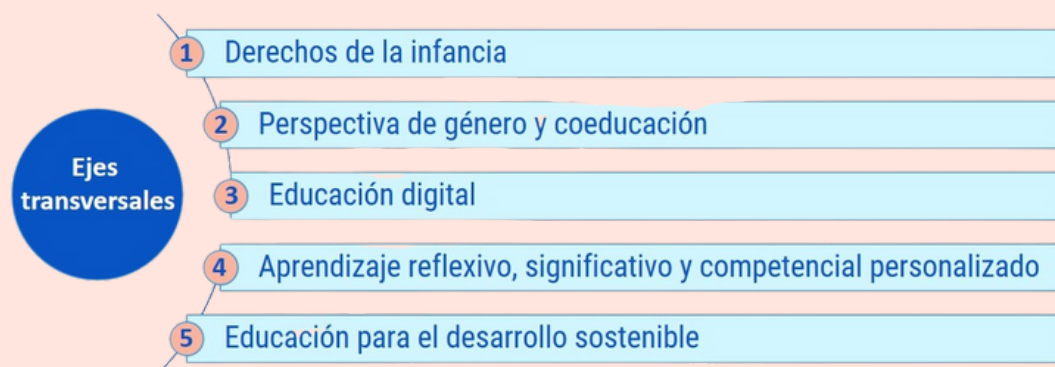 Ejes
transversales
1 Derechos de la infancia
2 Perspectiva de género y coeducación
3 Educación digital
4 Aprendizaje reflexivo, significativo y competencial personalizado
5 Educación para el desarrollo sostenible